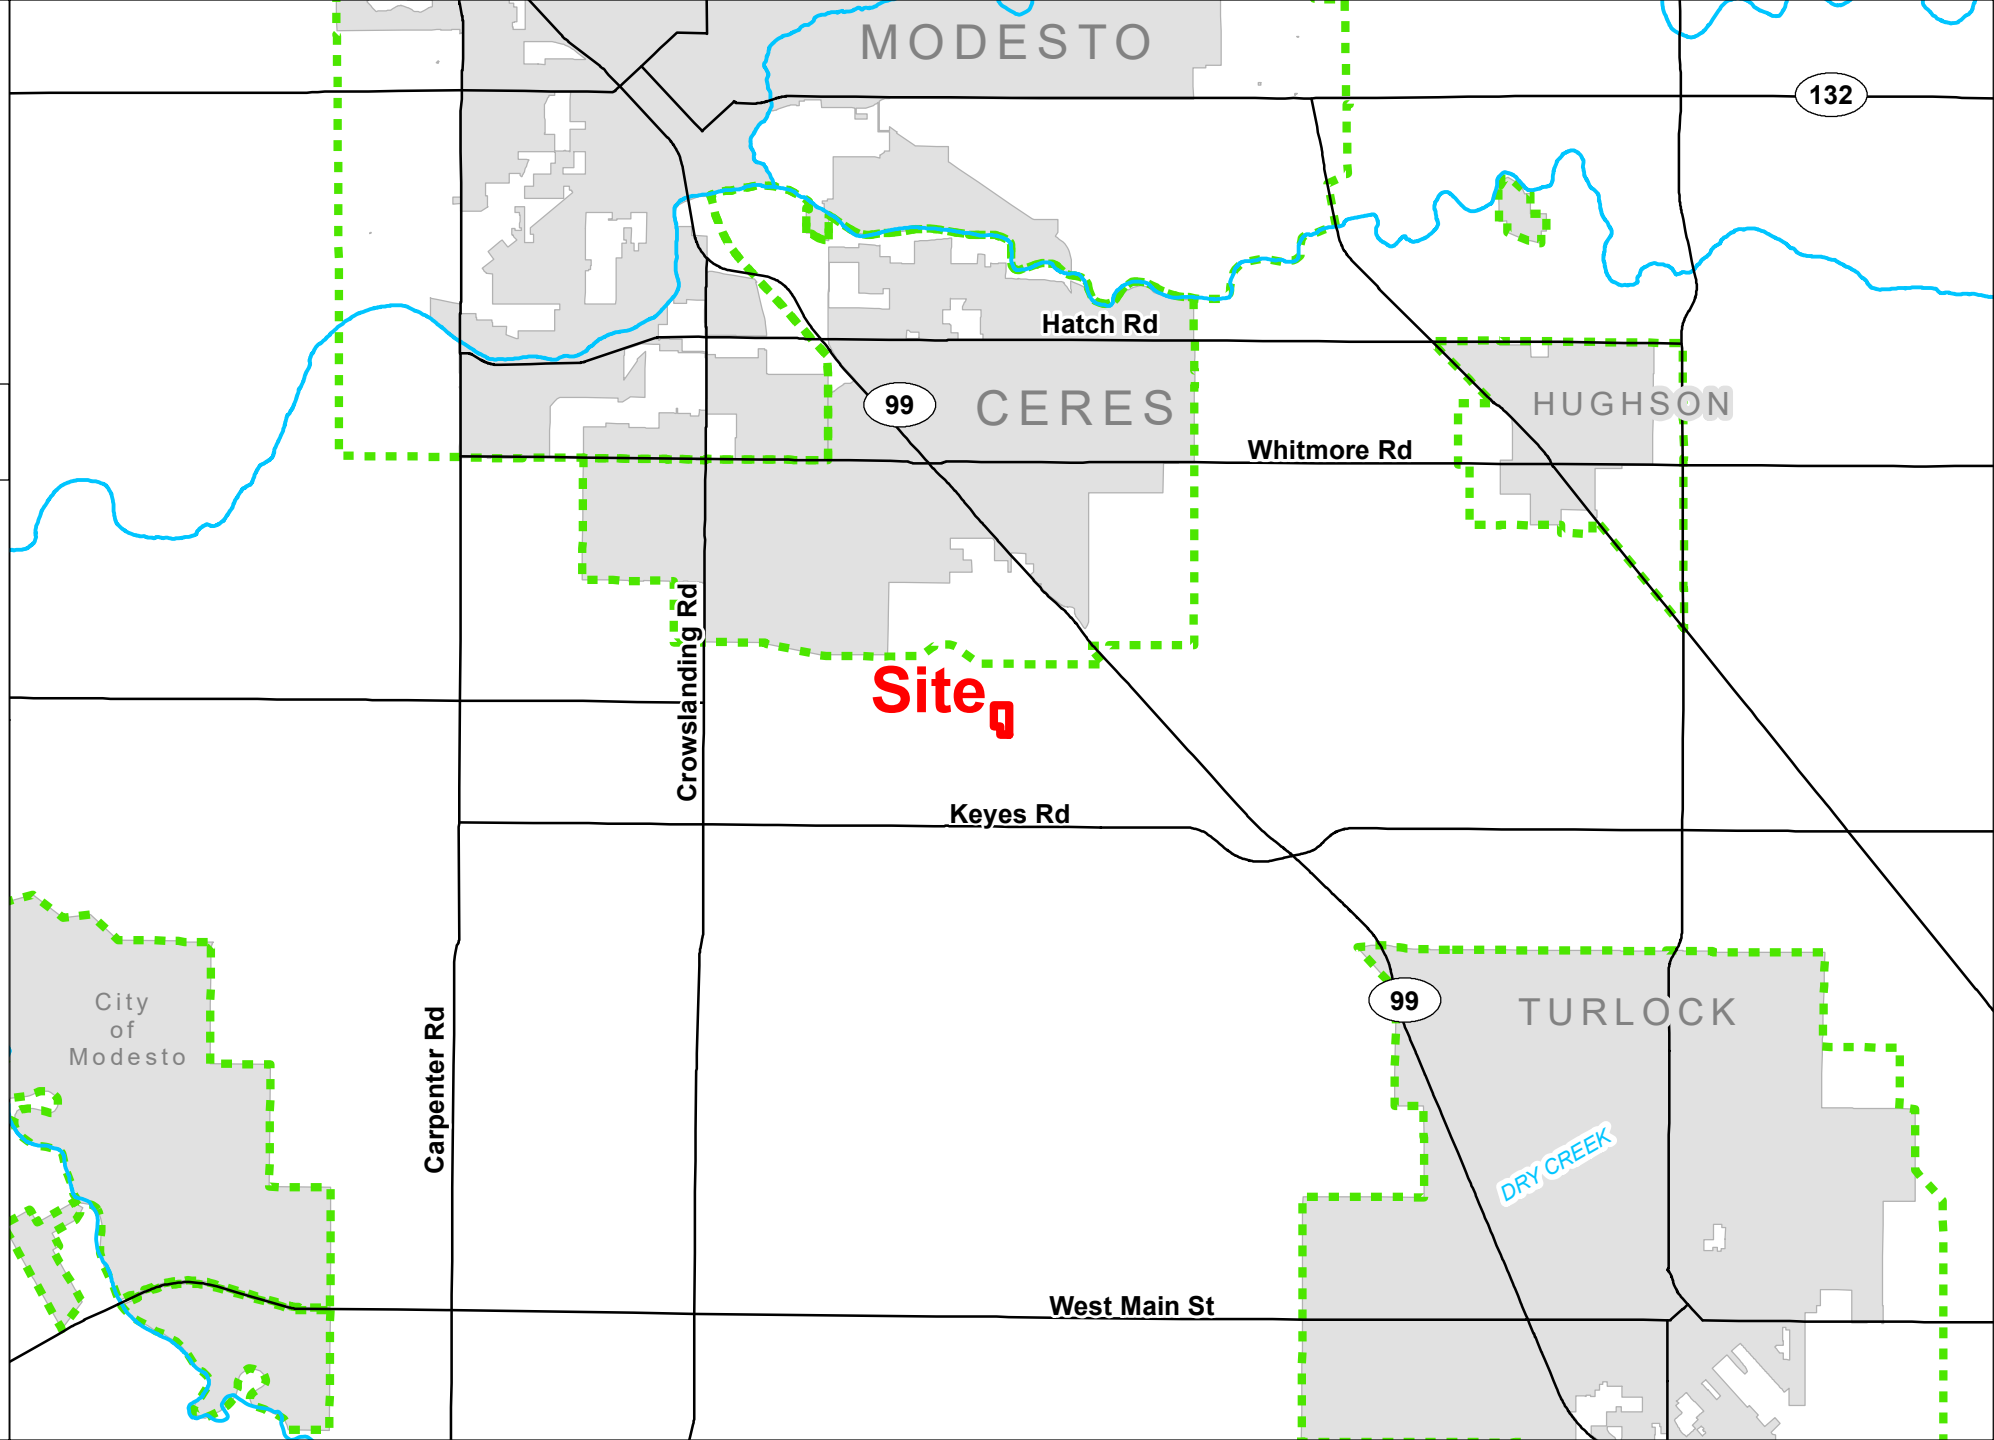 MODESTO
132
Hatch Rd
99
CERES
HUGHSON
Whitmore Rd
Crowslanding Rd
Site
Keyes Rd
City
of
Modesto
Carpenter Rd
99
TURLOCK
DRY CREEK
West Main St